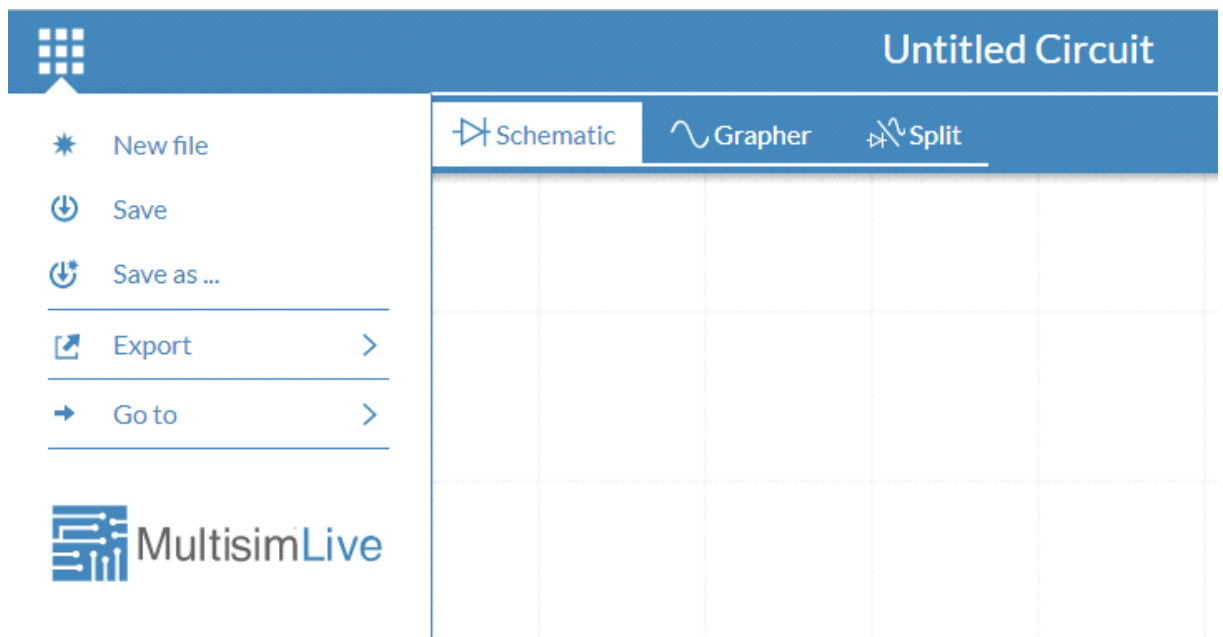 Untitled Circuit
Schematic Grapher Split
New file
Save
Save as ...
Export
Go to
MultisimLive